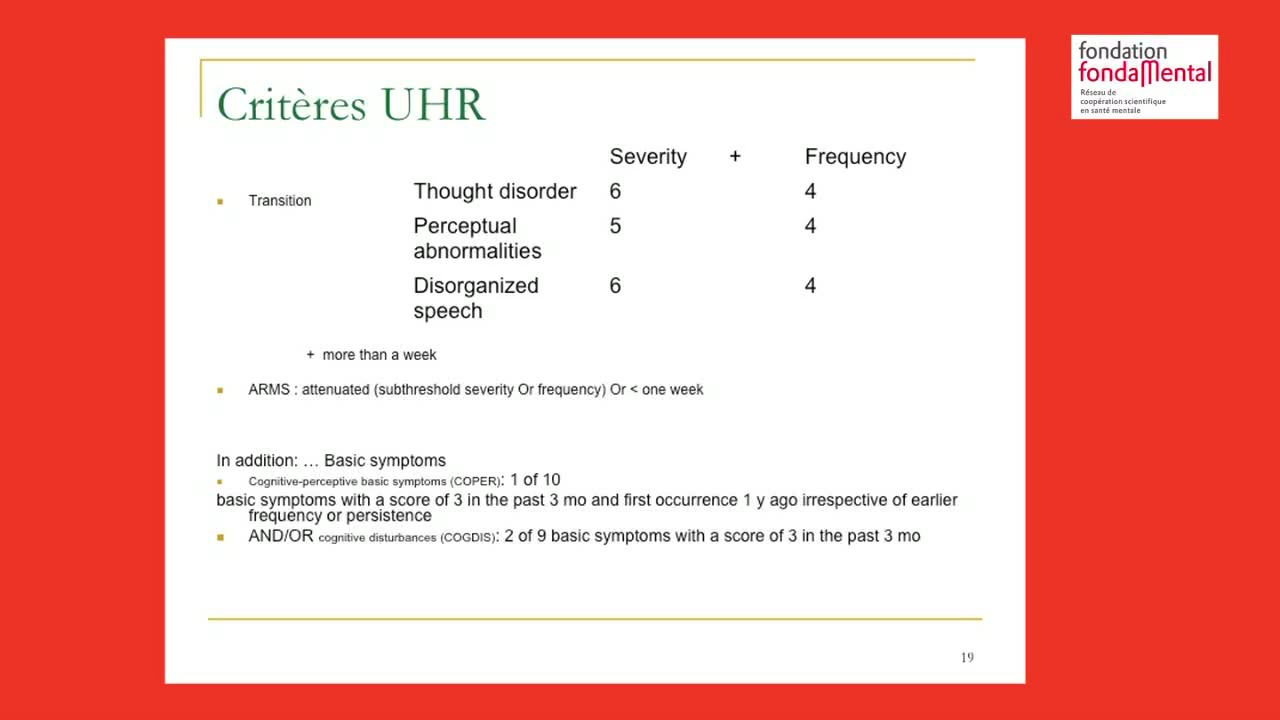 fondation
fondaMental
Réseau de
coopération scientifique
en santé mentale
Critères UHR
Severity + Frequency
Transition
Thought disorder 6 4
Perceptual 5 4
abnormalities
Disorganized 6 4
speech
+ more than a week
ARMS : attenuated (subthreshold severity Or frequency) Or < one week
In addition: … Basic symptoms
Cognitive-perceptive basic symptoms (COPER): 1 of 10
basic symptoms with a score of 3 in the past 3 mo and first occurrence 1 y ago irrespective of earlier
frequency or persistence
AND/OR cognitive disturbances (COGDIS): 2 of 9 basic symptoms with a score of 3 in the past 3 mo
19